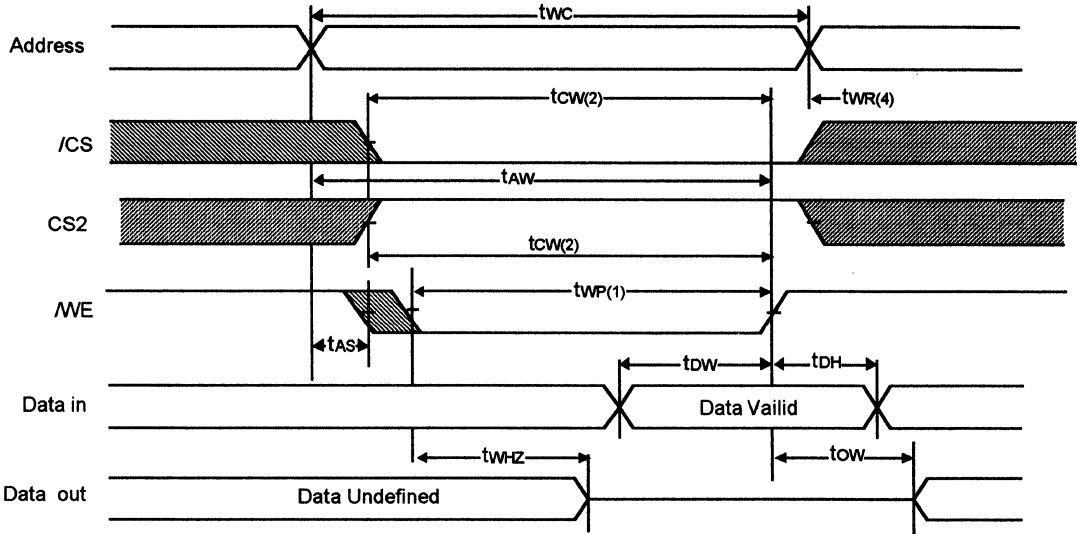 tWC
Address
tCW(2)
tWR(4)
/CS
tAW
CS2
tCW(2)
tWP(1)
/WE
tAS
tDW
tDH
Data in
Data Vailid
tWHZ
tOW
Data out
Data Undefined